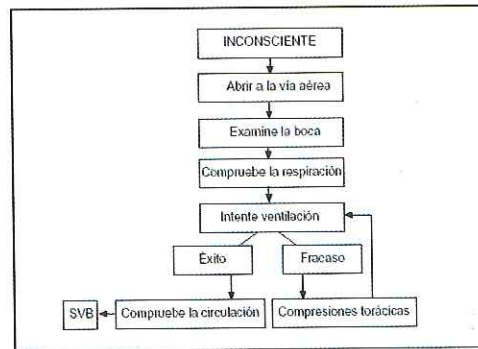 INCONSCIENTE
Abrir a la vía aérea
Examine la boca
Compruebe la respiración
Intente ventilación
Éxito
Fracaso
SVB
Compruebe la circulación
Compresiones torácicas